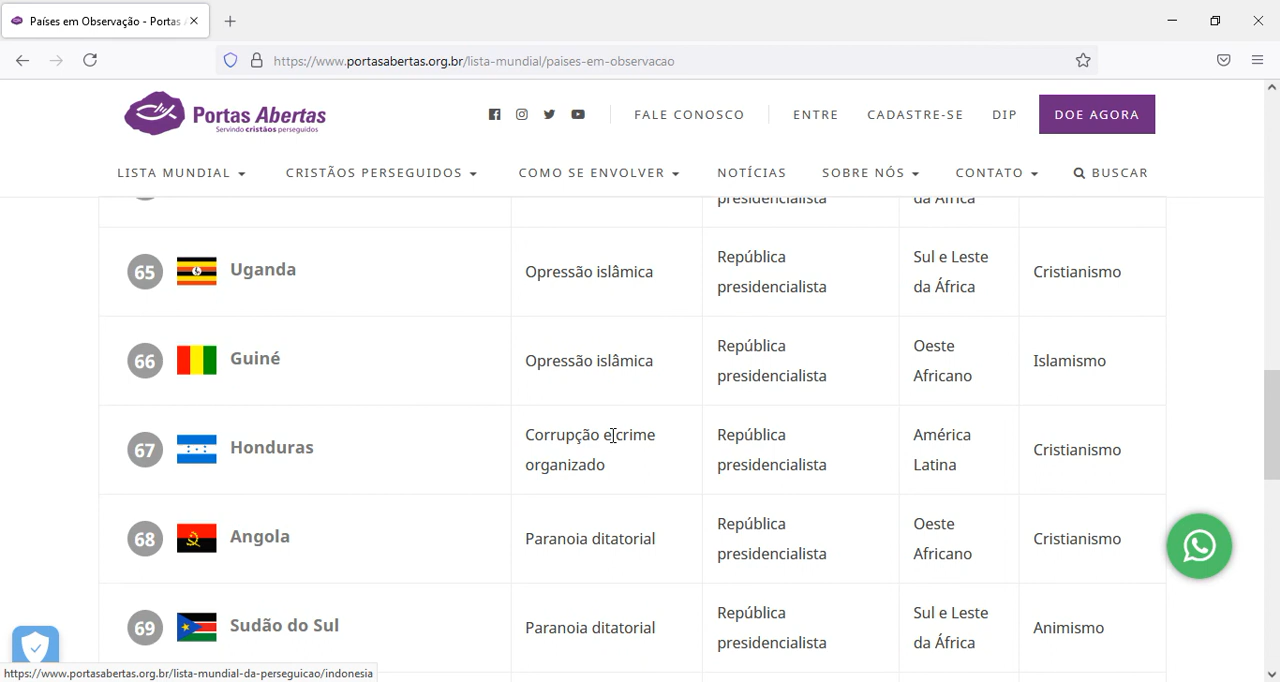 Países em Observação - Portas
https://www.portasabertas.org.br/lista-mundial/paises-em-observacao
Portas Abertas
Servindo cristãos perseguidos
FALE CONOSCO
ENTRE
CADASTRE-SE
DIP
DOE AGORA
LISTA MUNDIAL
CRISTÃOS PERSEGUIDOS
COMO SE ENVOLVER
NOTÍCIAS
SOBRE NÓS
CONTATO
BUSCAR
presidencialista
da África
65
Uganda
Opressão islâmica
República
presidencialista
Sul e Leste
da África
Cristianismo
66
Guiné
Opressão islâmica
República
presidencialista
Oeste
Africano
Islamismo
67
Honduras
Corrupção e crime
organizado
República
presidencialista
América
Latina
Cristianismo
68
Angola
Paranoia ditatorial
República
presidencialista
Oeste
Africano
Cristianismo
69
Sudão do Sul
Paranoia ditatorial
República
presidencialista
Sul e Leste
da África
Animismo
https://www.portasabertas.org.br/lista-mundial-da-perseguicao/indonesia